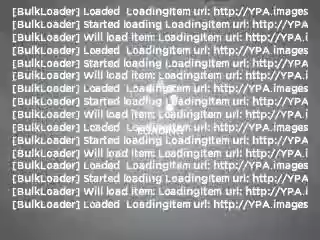 [BulkLoader] Loaded LoadingItem url: http://YPA.images
[BulkLoader] Started loading LoadingItem url: http://YPA
[BulkLoader] Will load item: LoadingItem url: http://YPA.i
[BulkLoader] Loaded LoadingItem url: http://YPA.images
[BulkLoader] Started loading LoadingItem url: http://YPA
[BulkLoader] Will load item: LoadingItem url: http://YPA.i
[BulkLoader] Loaded LoadingItem url: http://YPA.images
[BulkLoader] Started loading LoadingItem url: http://YPA
[BulkLoader] Will load item: LoadingItem url: http://YPA.i
[BulkLoader] Loaded LoadingItem url: http://YPA.images
LOADING
[BulkLoader] Started loading LoadingItem url: http://YPA
[BulkLoader] Will load item: LoadingItem url: http://YPA.i
[BulkLoader] Loaded LoadingItem url: http://YPA.images
[BulkLoader] Started loading LoadingItem url: http://YPA
[BulkLoader] Will load item: LoadingItem url: http://YPA.i
[BulkLoader] Loaded LoadingItem url: http://YPA.images